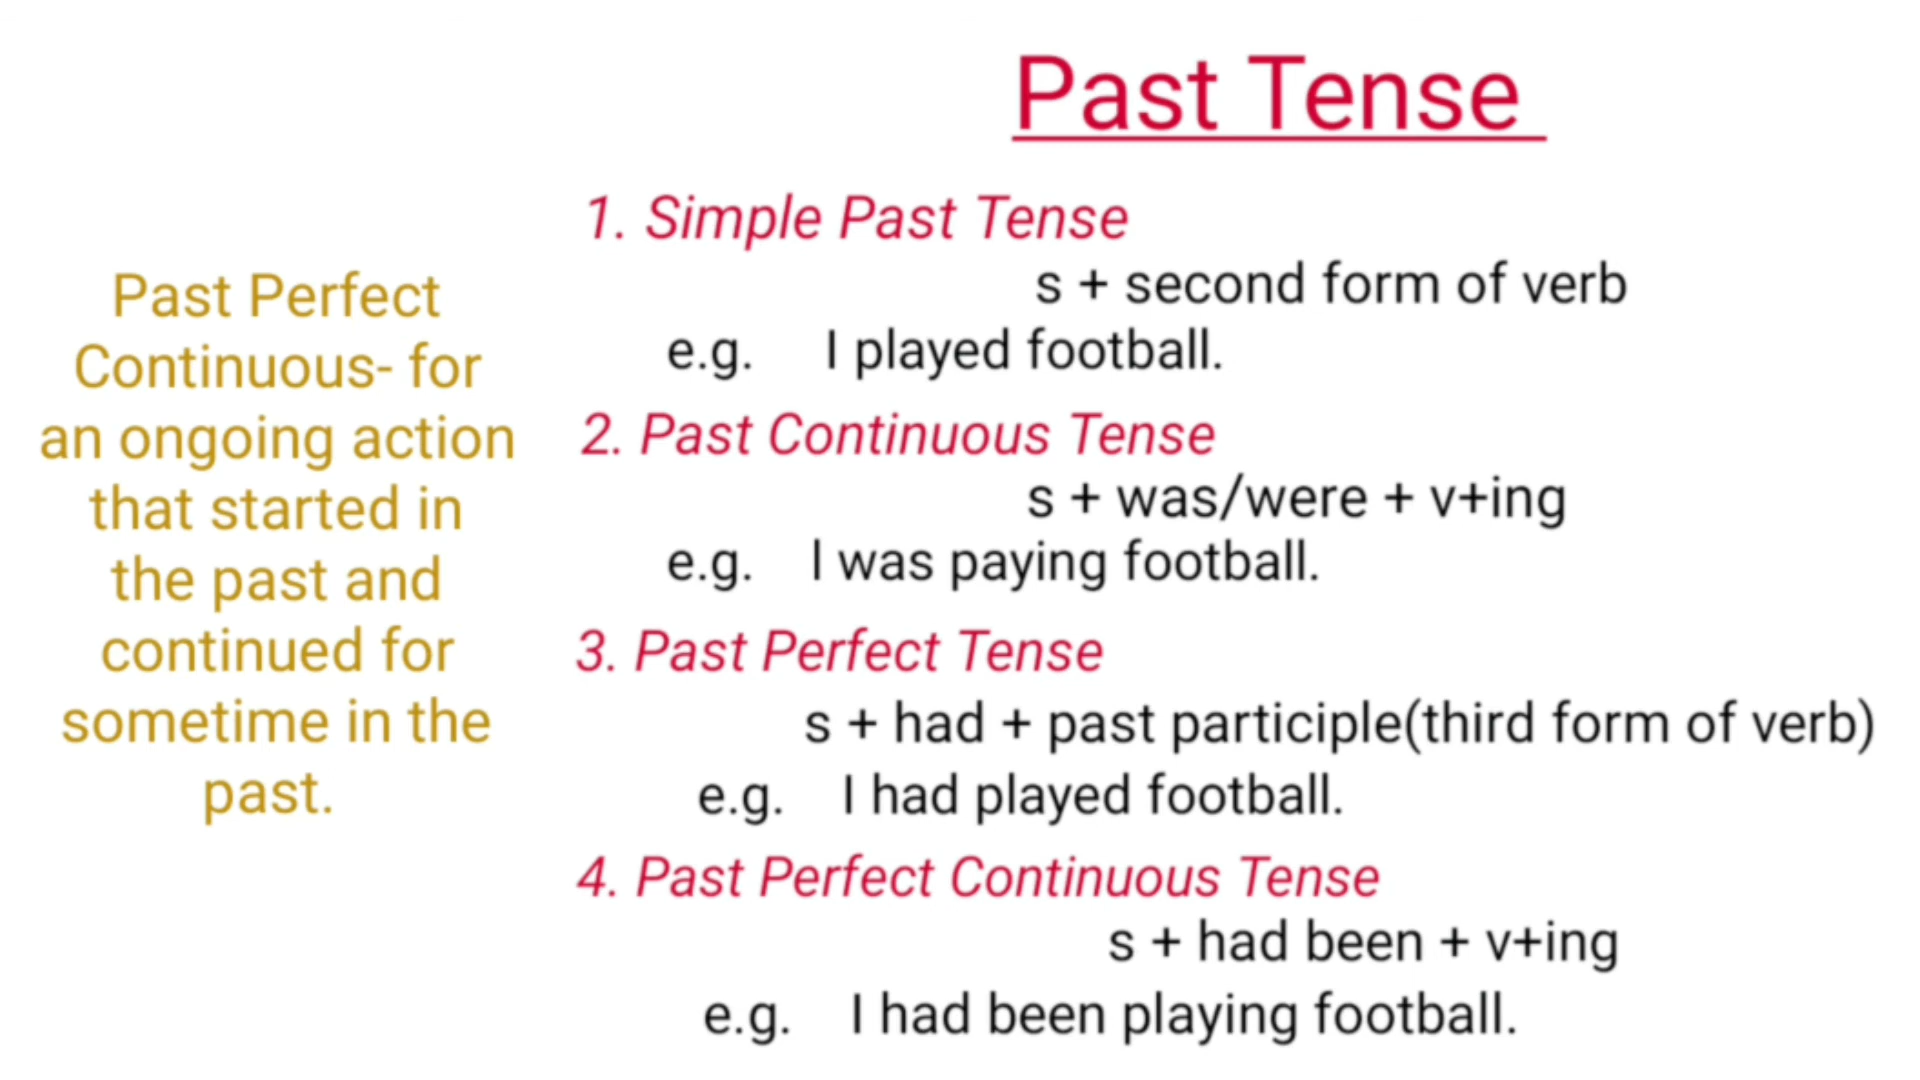 Past Tense
1. Simple Past Tense
s + second form of verb
e.g. I played football.
2. Past Continuous Tense
s + was/were + v+ing
e.g. I was paying football.
3. Past Perfect Tense
s + had + past participle(third form of verb)
e.g. I had played football.
4. Past Perfect Continuous Tense
s + had been + v+ing
e.g. I had been playing football.
Past Perfect
Continuous- for
an ongoing action
that started in
the past and
continued for
sometime in the
past.